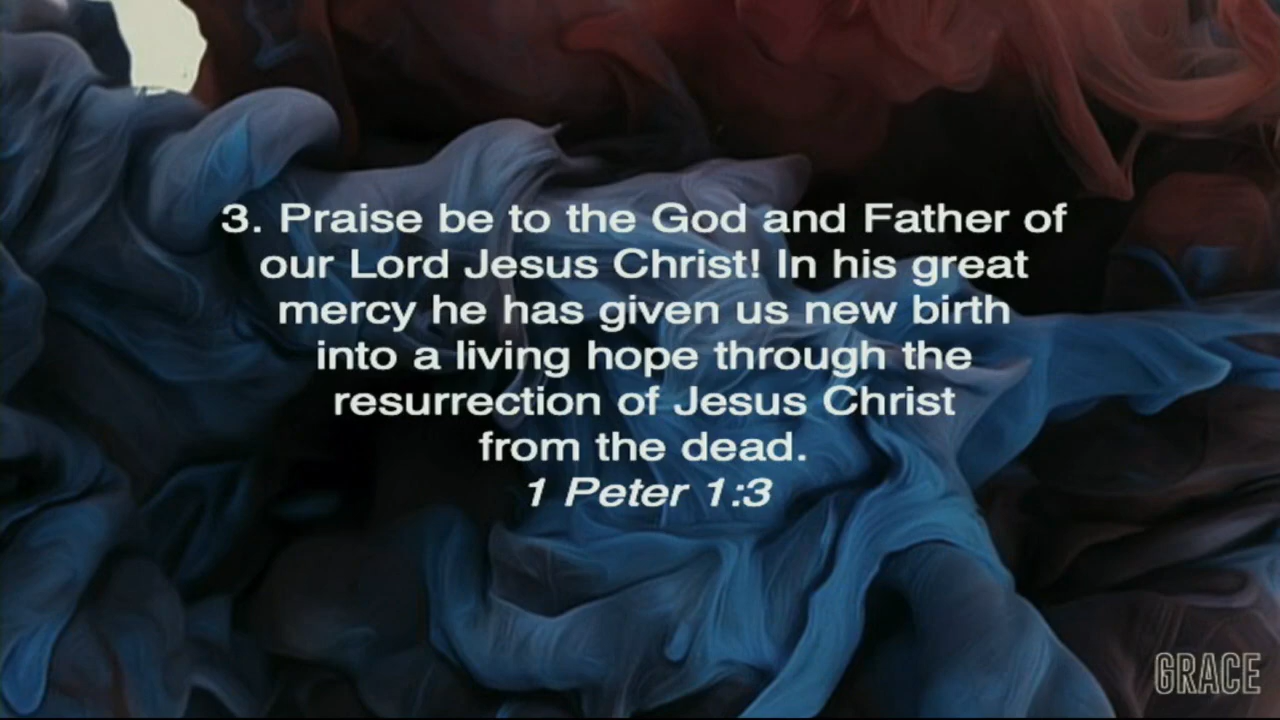 3. Praise be to the God and Father of
our Lord Jesus Christ! In his great
mercy he has given us new birth
into a living hope through the
resurrection of Jesus Christ
from the dead.
1 Peter 1:3
GRACE